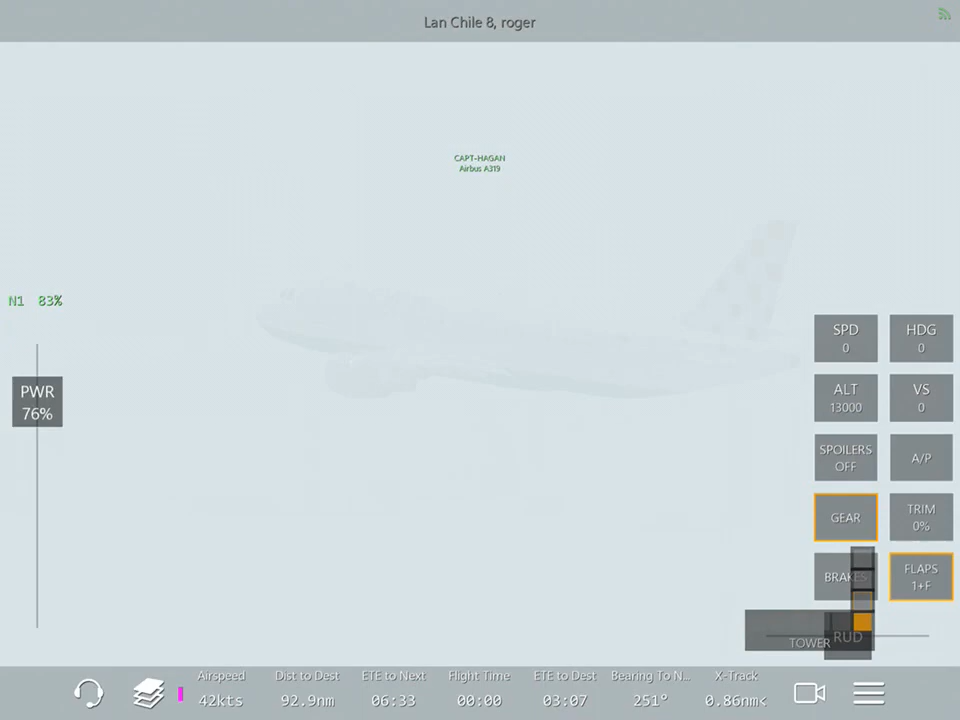 Lan Chile 8, roger
CAPT-HAGAN
Airbus A319
N1 83%
PWR
76%
SPD
0
HDG
0
ALT
13000
VS
0
SPOILERS
OFF
A/P
GEAR
TRIM
0%
BRAKES
FLAPS
1+F
TOWER
RUD
Airspeed
42kts
Dist to Dest
92.9nm
ETE to Next
06:33
Flight Time
00:00
ETE to Dest
03:07
Bearing To N...
251°
X-Track
0.86nm<